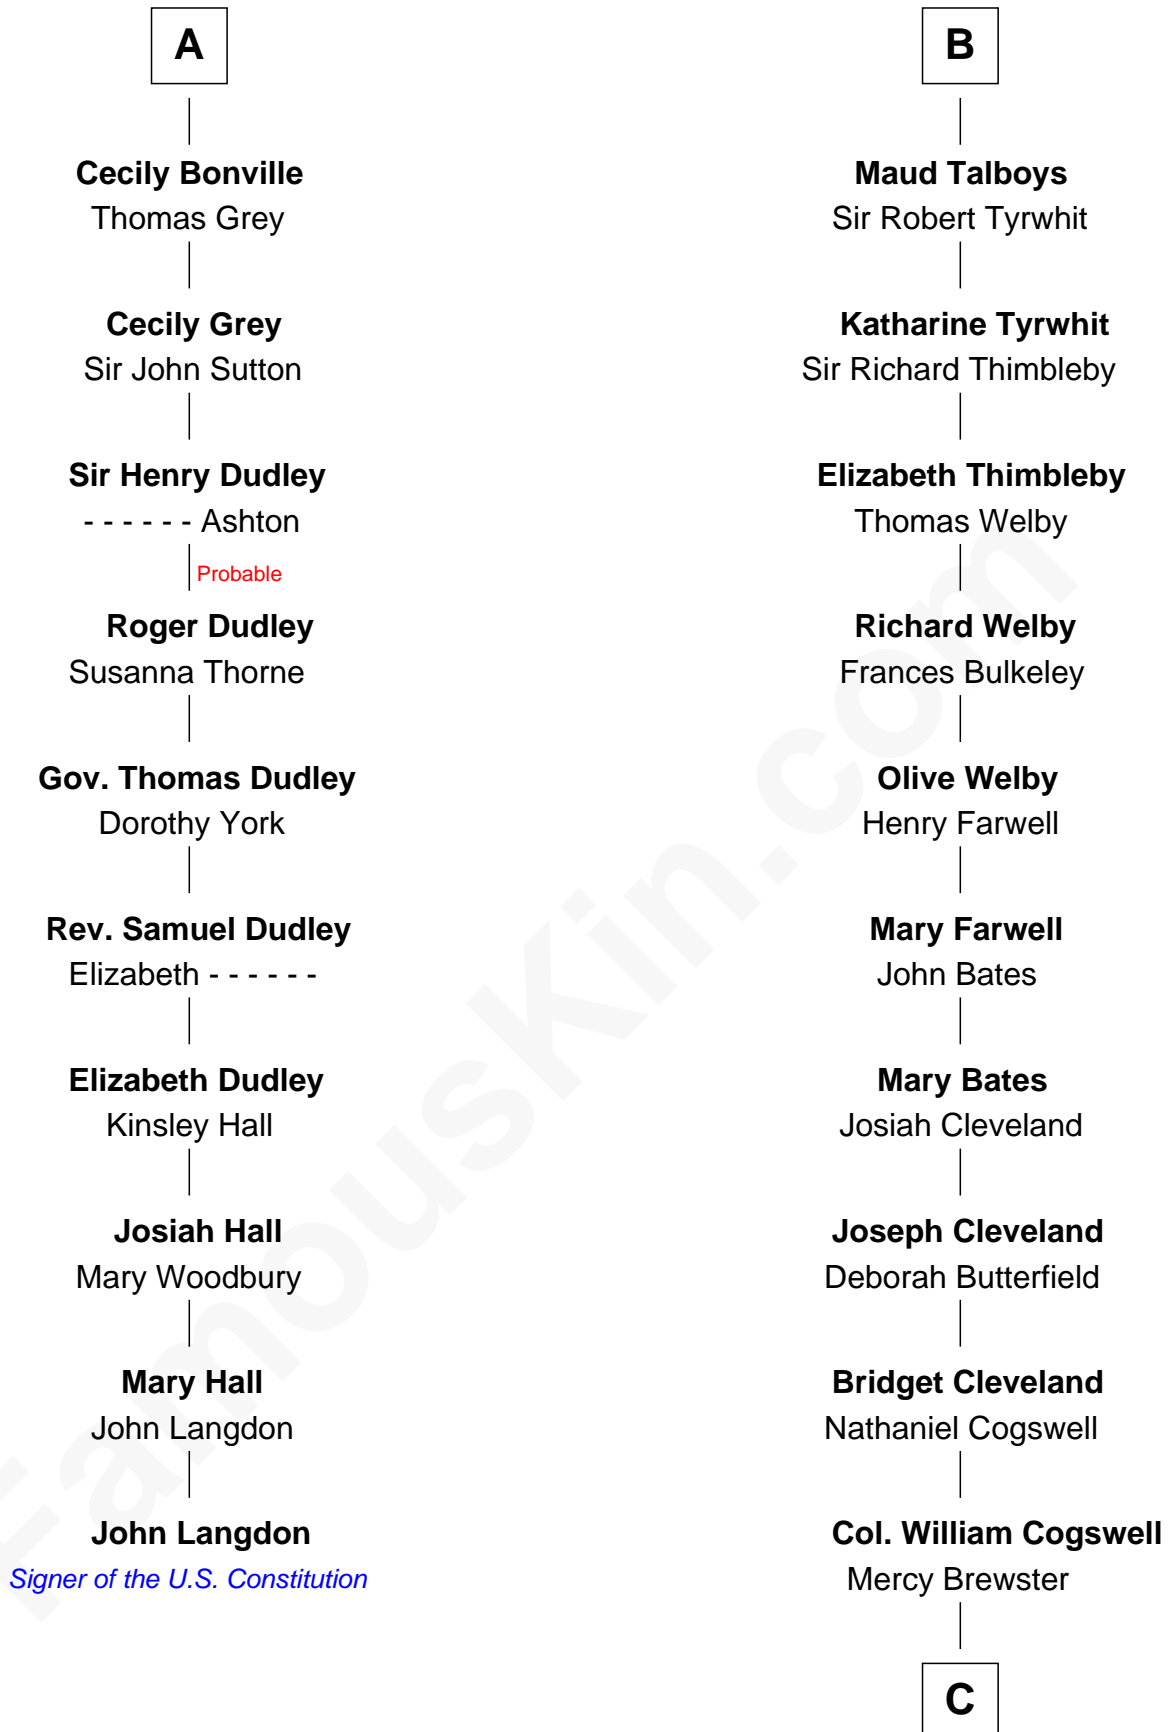 A
Cecily Bonville
Thomas Grey
Cecily Grey
Sir John Sutton
Sir Henry Dudley
- - - - - - Ashton
Probable
Roger Dudley
Susanna Thorne
Gov. Thomas Dudley
Dorothy York
Rev. Samuel Dudley
Elizabeth - - - - - -
Elizabeth Dudley
Kinsley Hall
Josiah Hall
Mary Woodbury
Mary Hall
John Langdon
John Langdon
Signer of the U.S. Constitution
B
Maud Talboys
Sir Robert Tyrwhit
Katharine Tyrwhit
Sir Richard Thimbleby
Elizabeth Thimbleby
Thomas Welby
Richard Welby
Frances Bulkeley
Olive Welby
Henry Farwell
Mary Farwell
John Bates
Mary Bates
Josiah Cleveland
Joseph Cleveland
Deborah Butterfield
Bridget Cleveland
Nathaniel Cogswell
Col. William Cogswell
Mercy Brewster
C
FamousKin.com